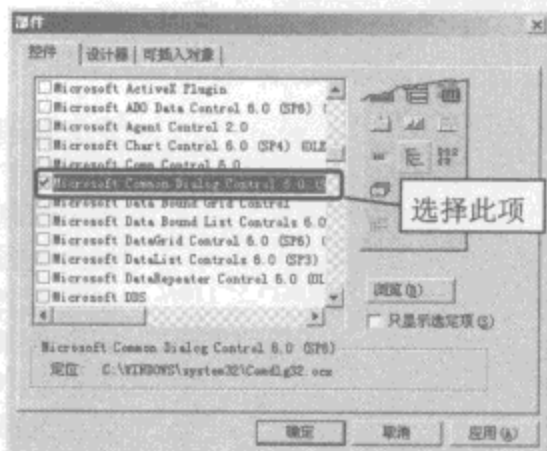 部件
控件 设计器 可插入对象
Microsoft ActiveX Plugin
Microsoft ADO Data Control 6.0 (SP6) (
Microsoft Agent Control 2.0
Microsoft Chart Control 6.0 (SP4) (OLE
Microsoft Comm Control 6.0
Microsoft Common Dialog Control 6.0 (S
Microsoft Data Bound Grid Control
Microsoft Data Bound List Controls 6.0
Microsoft DataGrid Control 6.0 (SP6) (
Microsoft DataList Controls 6.0 (SP3)
Microsoft DataRepeater Control 6.0 (OL
Microsoft DDS
选择此项
浏览(B)
只显示选定项(S)
Microsoft Common Dialog Control 6.0 (SP6)
定位: C:\WINDOWS\system32\Comdlg32.ocx
确定 取消 应用(A)